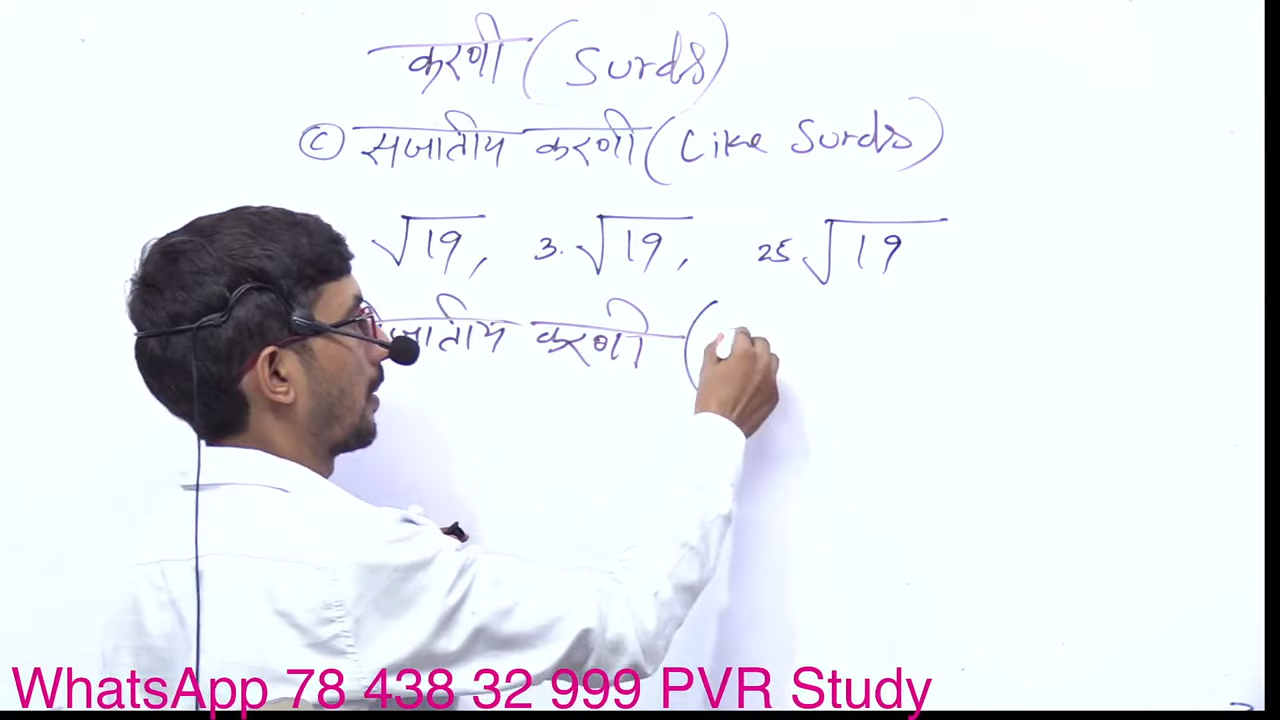 करणी (Surds)
(C) सजातीय करणी (Like Surds)
√19, 3.√19, 25√19
जातीय करणी (
WhatsApp 78 438 32 999 PVR Study